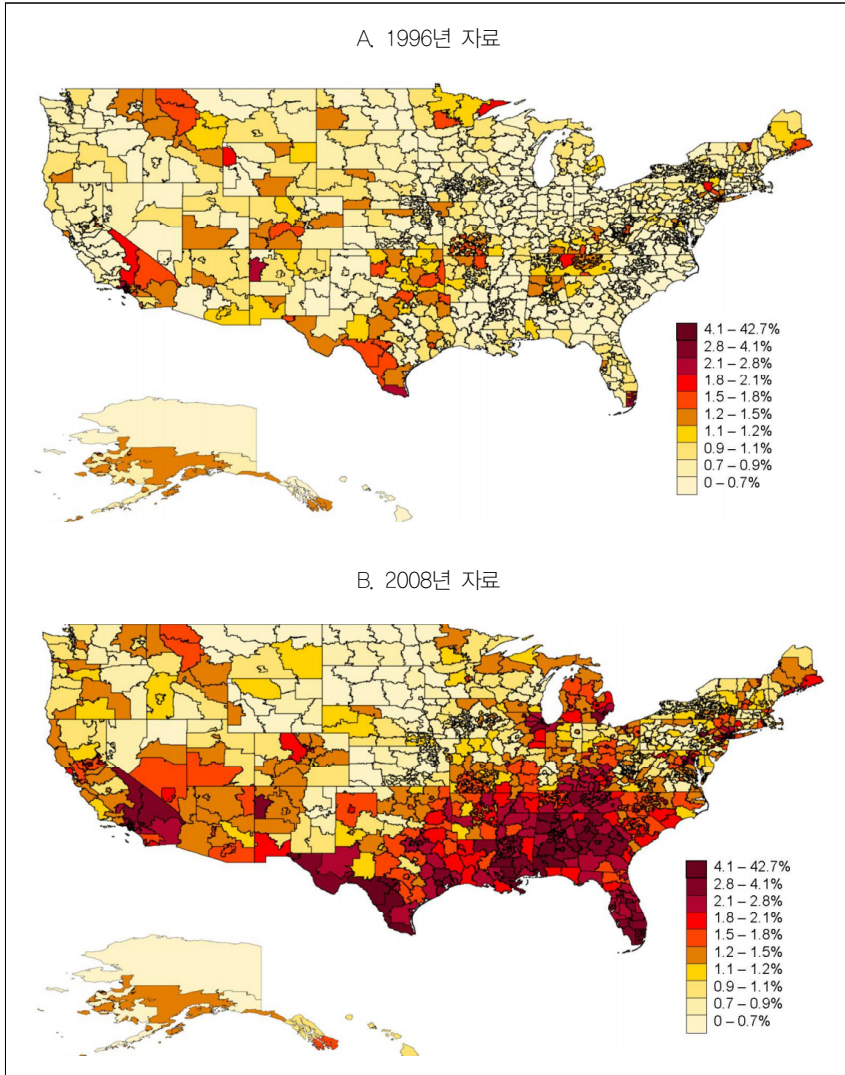 A. 1996년 자료
4.1 – 42.7%
2.8 – 4.1%
2.1 – 2.8%
1.8 – 2.1%
1.5 – 1.8%
1.2 – 1.5%
1.1 – 1.2%
0.9 – 1.1%
0.7 – 0.9%
0 – 0.7%
B. 2008년 자료
4.1 – 42.7%
2.8 – 4.1%
2.1 – 2.8%
1.8 – 2.1%
1.5 – 1.8%
1.2 – 1.5%
1.1 – 1.2%
0.9 – 1.1%
0.7 – 0.9%
0 – 0.7%